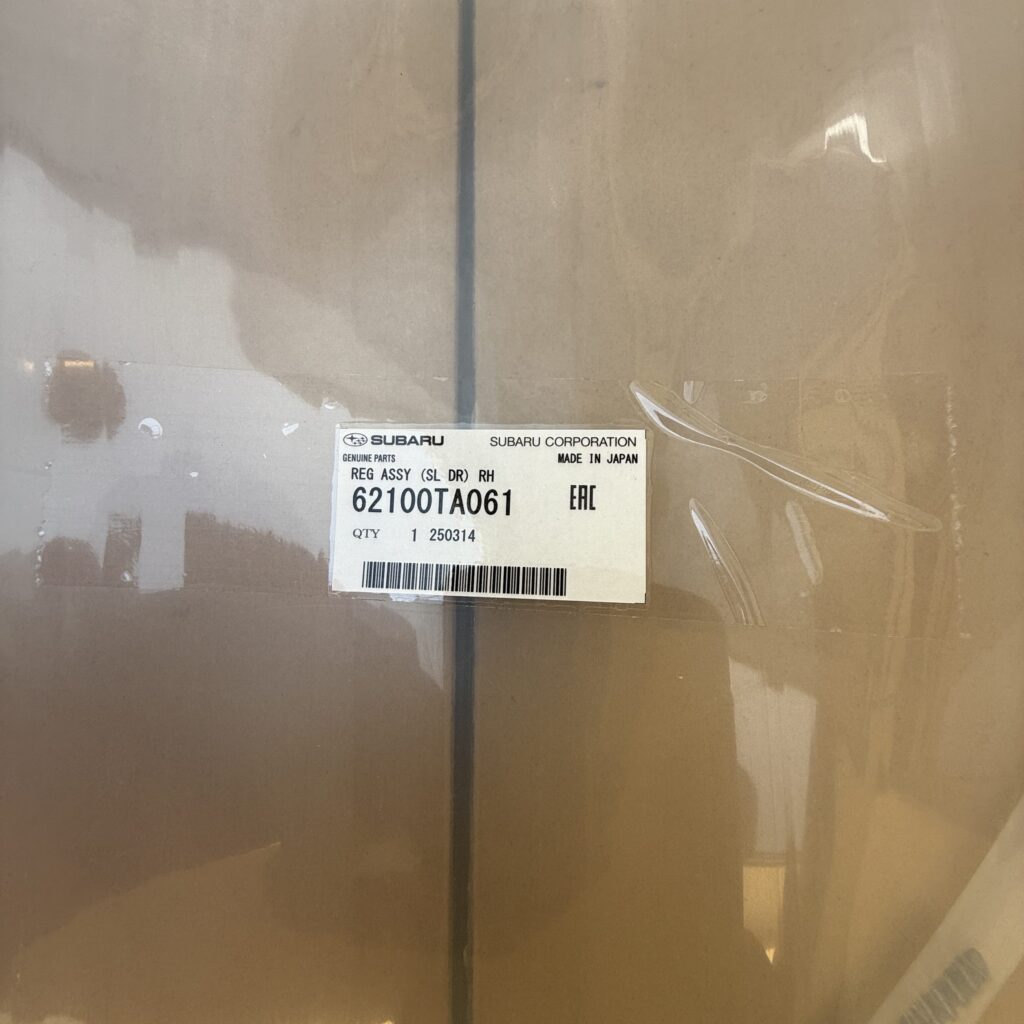 SUBARU SUBARU CORPORATION
GENUINE PARTS MADE IN JAPAN
REG ASSY (SL DR) RH
62100TA061 EAC
QTY 1 250314